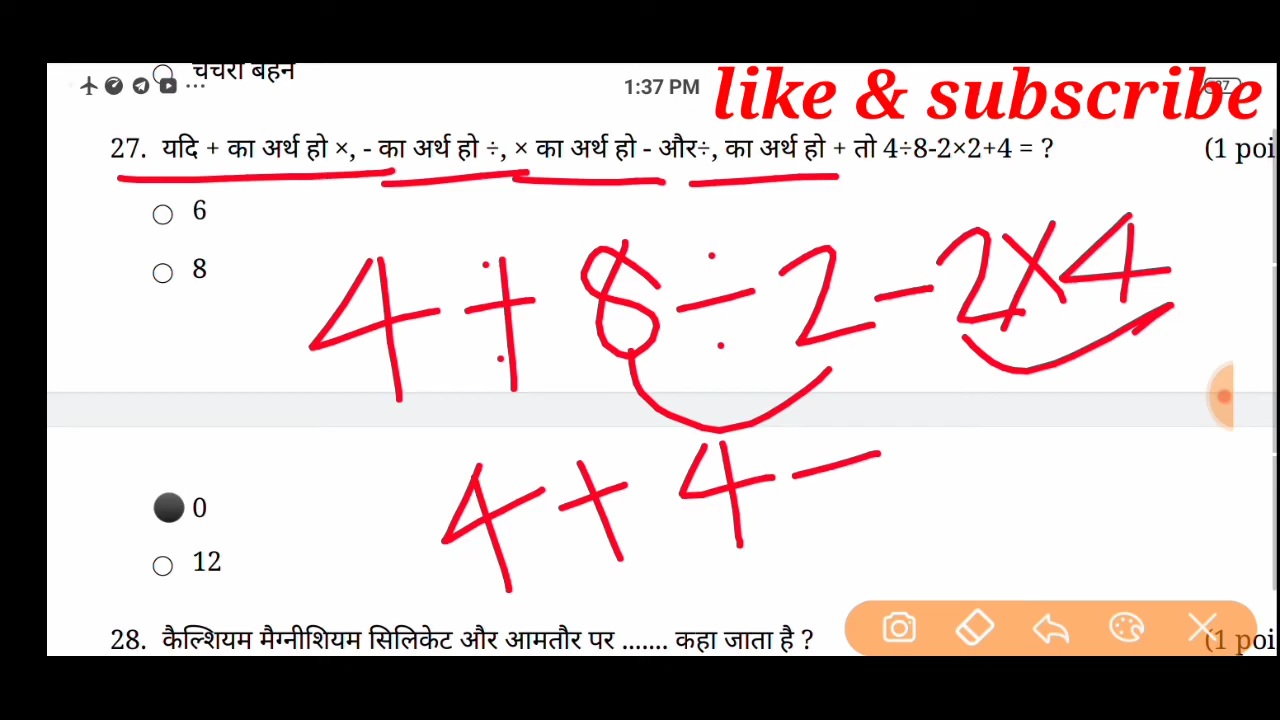 चचेरी बहन
1:37 PM
like & subscribe
27. यदि + का अर्थ हो ×, - का अर्थ हो ÷, × का अर्थ हो - और÷, का अर्थ हो + तो 4÷8-2×2+4 = ? (1 poi
6
8
4 + 8 ÷ 2 - 2 × 4
4 + 4 -
0
12
28. कैल्शियम मैग्नीशियम सिलिकेट और आमतौर पर ....... कहा जाता है ? (1 poi